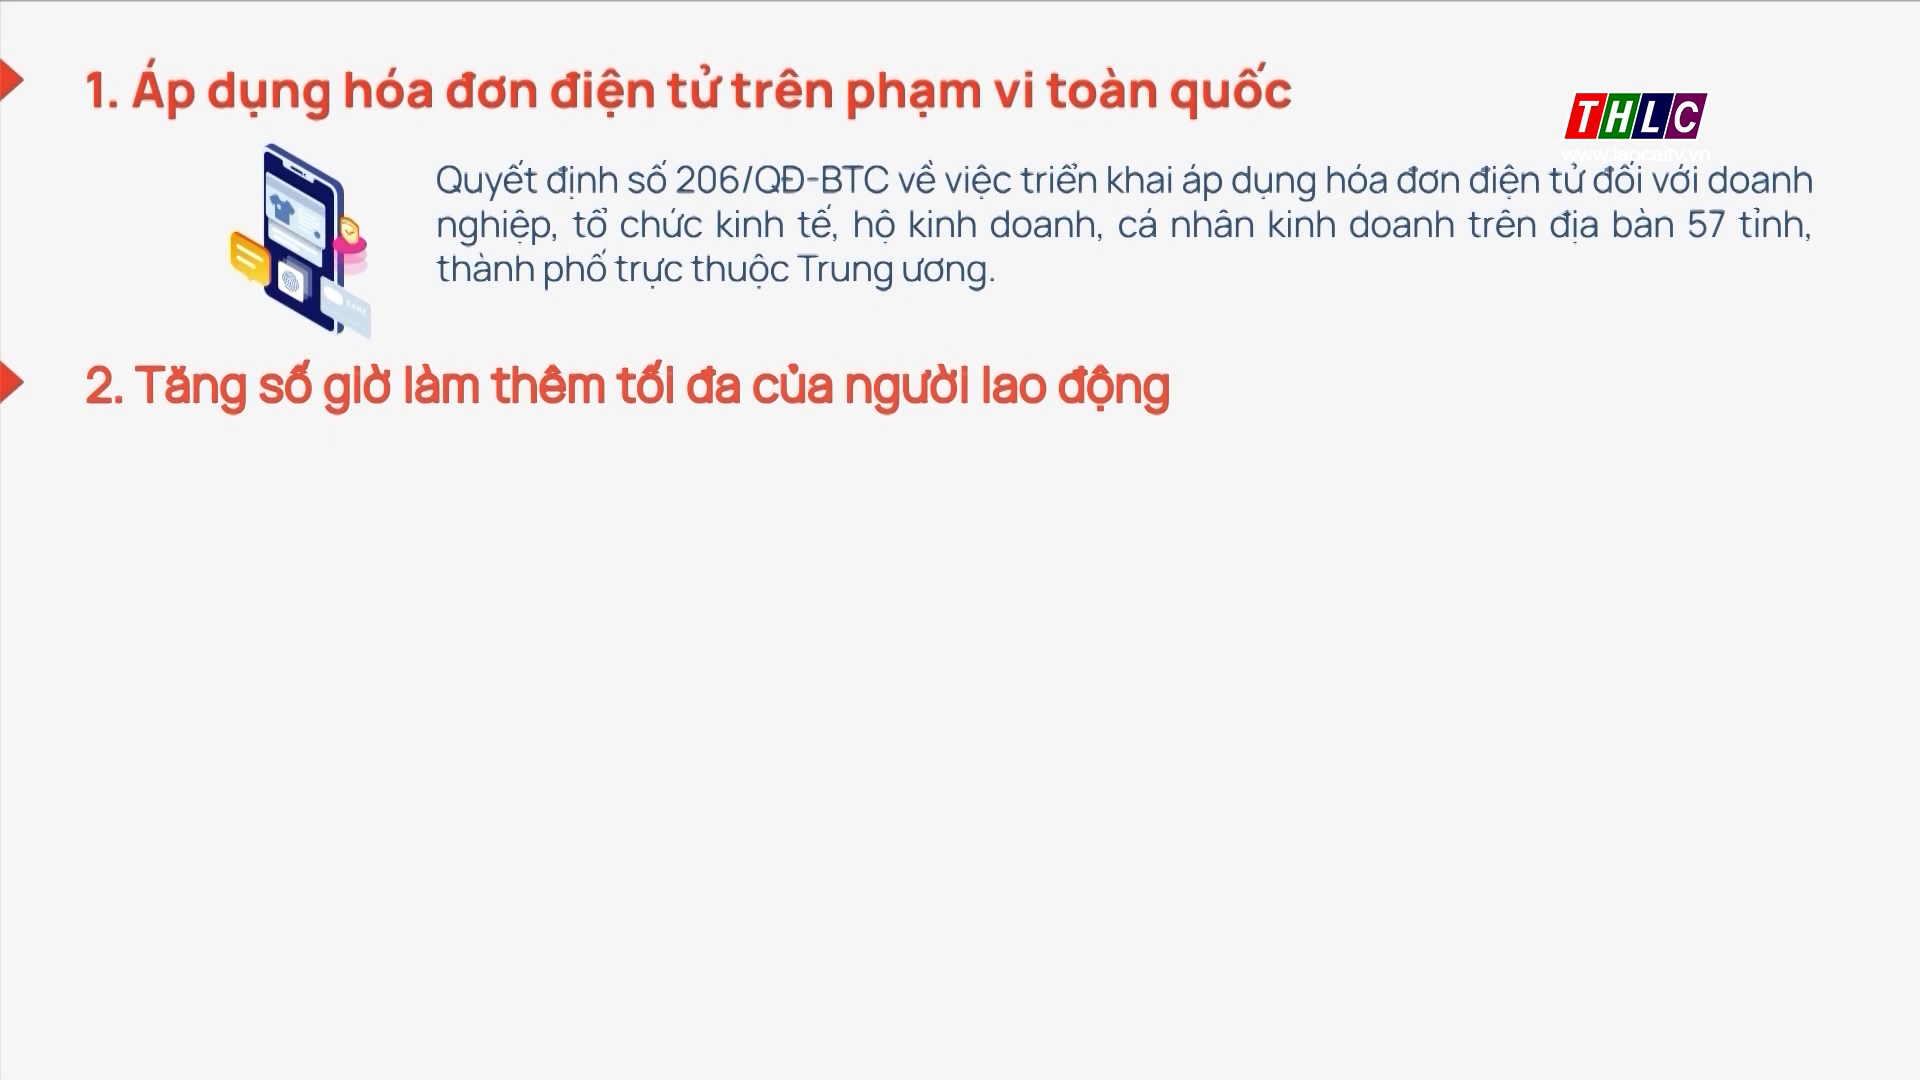 1. Áp dụng hóa đơn điện tử trên phạm vi toàn quốc
THLC
www.laocaitv.vn
Quyết định số 206/QĐ-BTC về việc triển khai áp dụng hóa đơn điện tử đối với doanh
nghiệp, tổ chức kinh tế, hộ kinh doanh, cá nhân kinh doanh trên địa bàn 57 tỉnh,
thành phố trực thuộc Trung ương.
2. Tăng số giờ làm thêm tối đa của người lao động